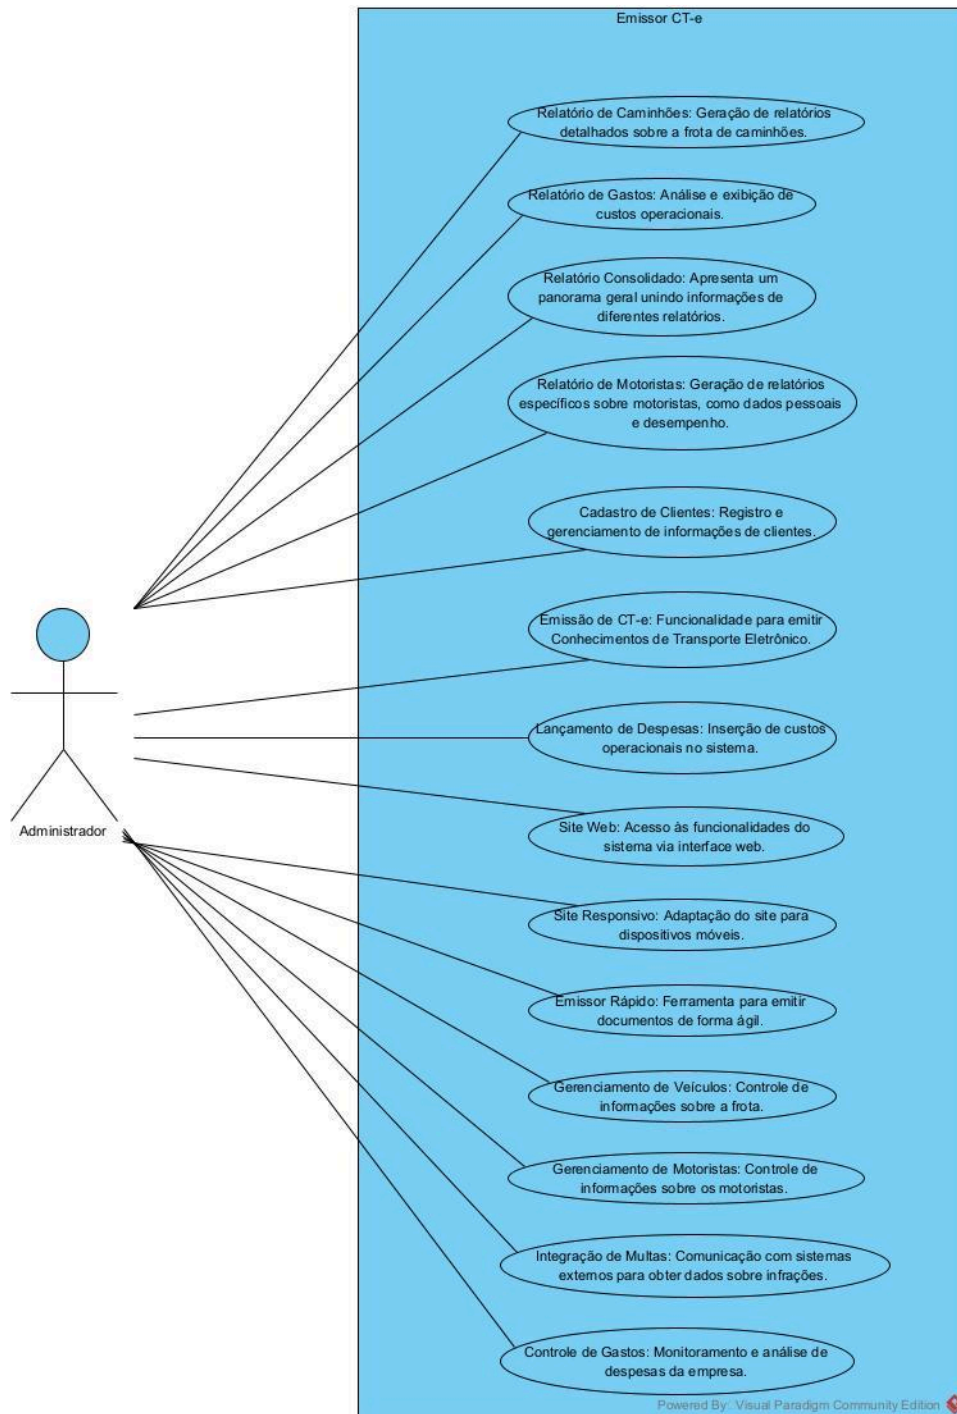 Emissor CT-e
Relatório de Caminhões: Geração de relatórios
detalhados sobre a frota de caminhões.
Relatório de Gastos: Análise e exibição de
custos operacionais.
Relatório Consolidado: Apresenta um
panorama geral unindo informações de
diferentes relatórios.
Relatório de Motoristas: Geração de relatórios
específicos sobre motoristas, como dados pessoais
e desempenho.
Cadastro de Clientes: Registro e
gerenciamento de informações de clientes.
Emissão de CT-e: Funcionalidade para emitir
Conhecimentos de Transporte Eletrônico.
Lançamento de Despesas: Inserção de custos
operacionais no sistema.
Site Web: Acesso às funcionalidades do
sistema via interface web.
Administrador
Site Responsivo: Adaptação do site para
dispositivos móveis.
Emissor Rápido: Ferramenta para emitir
documentos de forma ágil.
Gerenciamento de Veículos: Controle de
informações sobre a frota.
Gerenciamento de Motoristas: Controle de
informações sobre os motoristas.
Integração de Multas: Comunicação com sistemas
externos para obter dados sobre infrações.
Controle de Gastos: Monitoramento e análise de
despesas da empresa.
Powered By: Visual Paradigm Community Edition